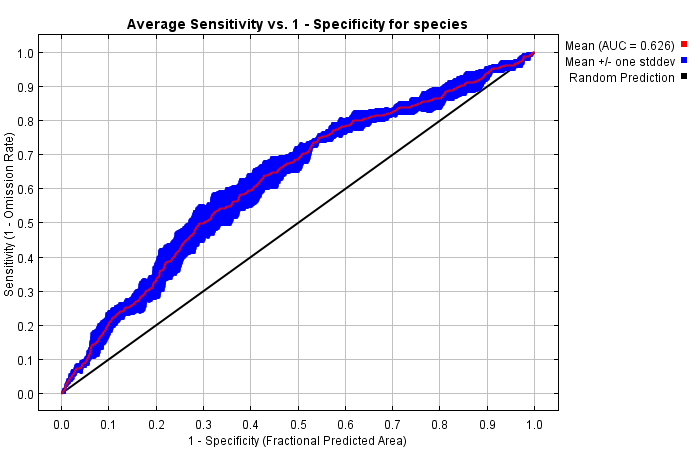 Average Sensitivity vs. 1 - Specificity for species
Mean (AUC = 0.626)
Mean +/- one stddev
Random Prediction
Sensitivity (1 - Omission Rate)
1.0
0.9
0.8
0.7
0.6
0.5
0.4
0.3
0.2
0.1
0.0
0.0 0.1 0.2 0.3 0.4 0.5 0.6 0.7 0.8 0.9 1.0
1 - Specificity (Fractional Predicted Area)